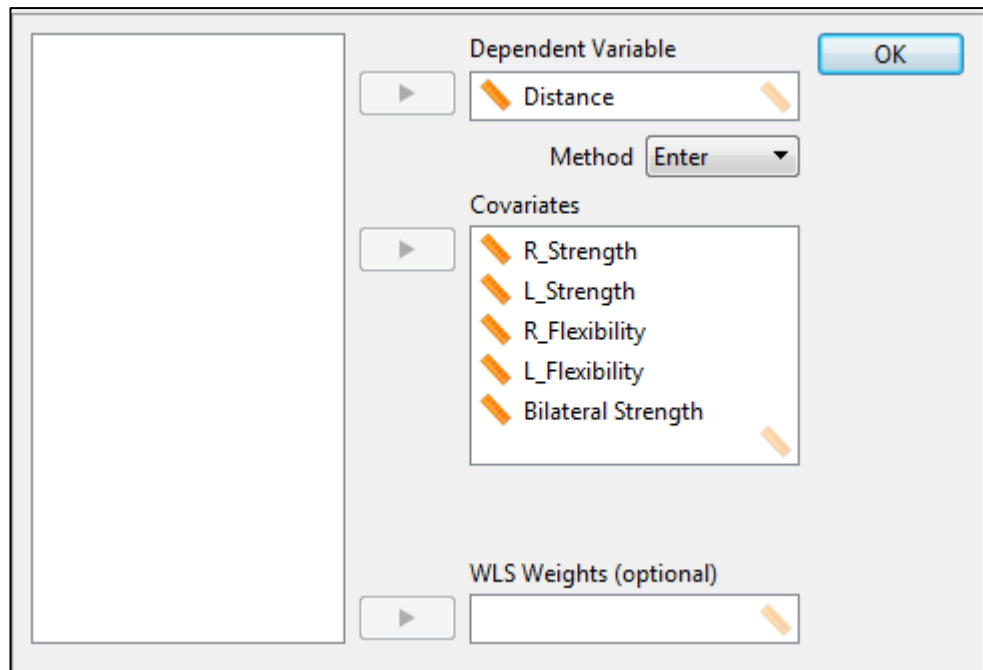 Dependent Variable
OK
Distance
Method Enter
Covariates
R_Strength
L_Strength
R_Flexibility
L_Flexibility
Bilateral Strength
WLS Weights (optional)